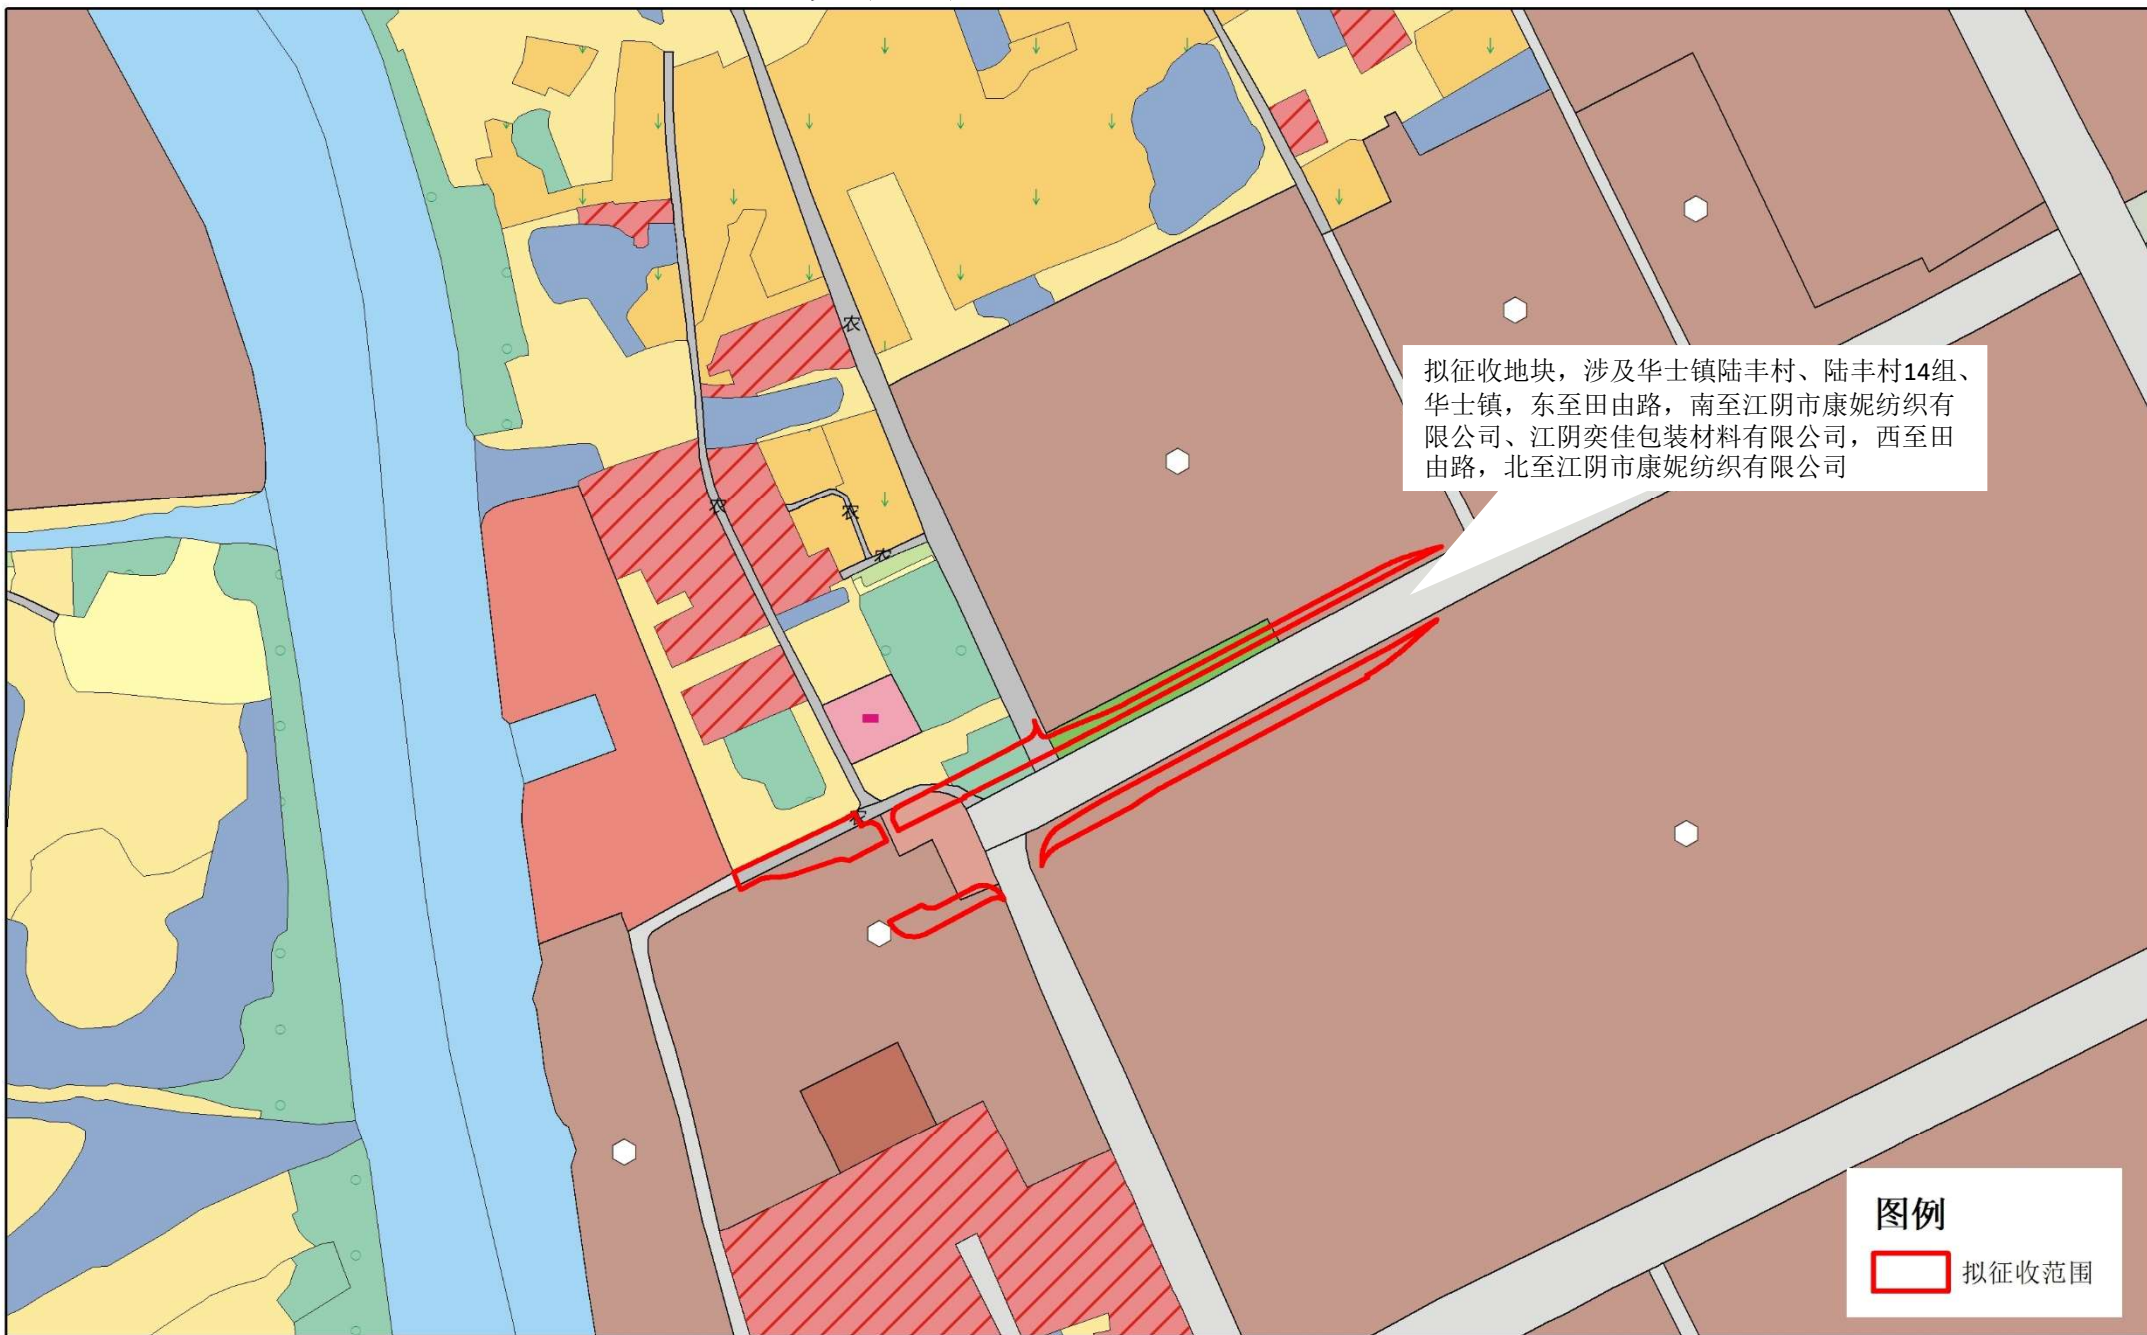 农
拟征收地块，涉及华士镇陆丰村、陆丰村14组、
华士镇，东至田由路，南至江阴市康妮纺织有
限公司、江阴奕佳包装材料有限公司，西至田
由路，北至江阴市康妮纺织有限公司
农
农
农
农
图例
拟征收范围